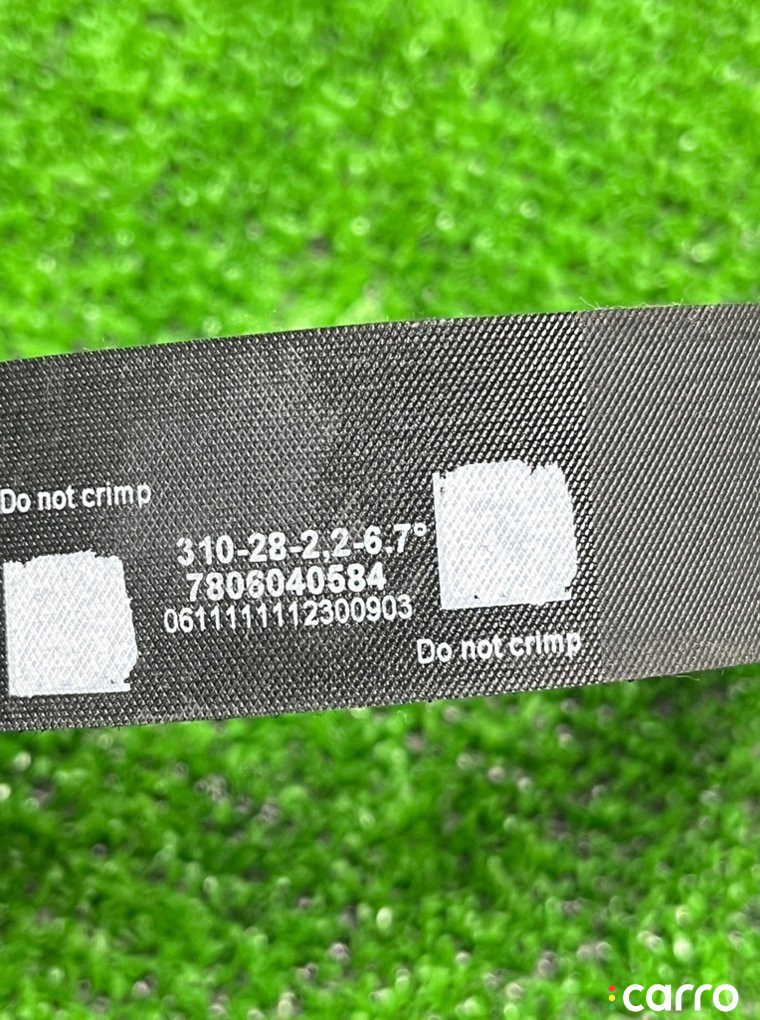 Do not crimp
310-28-2,2-6.7°
7806040584
0611111112300903
Do not crimp
carro